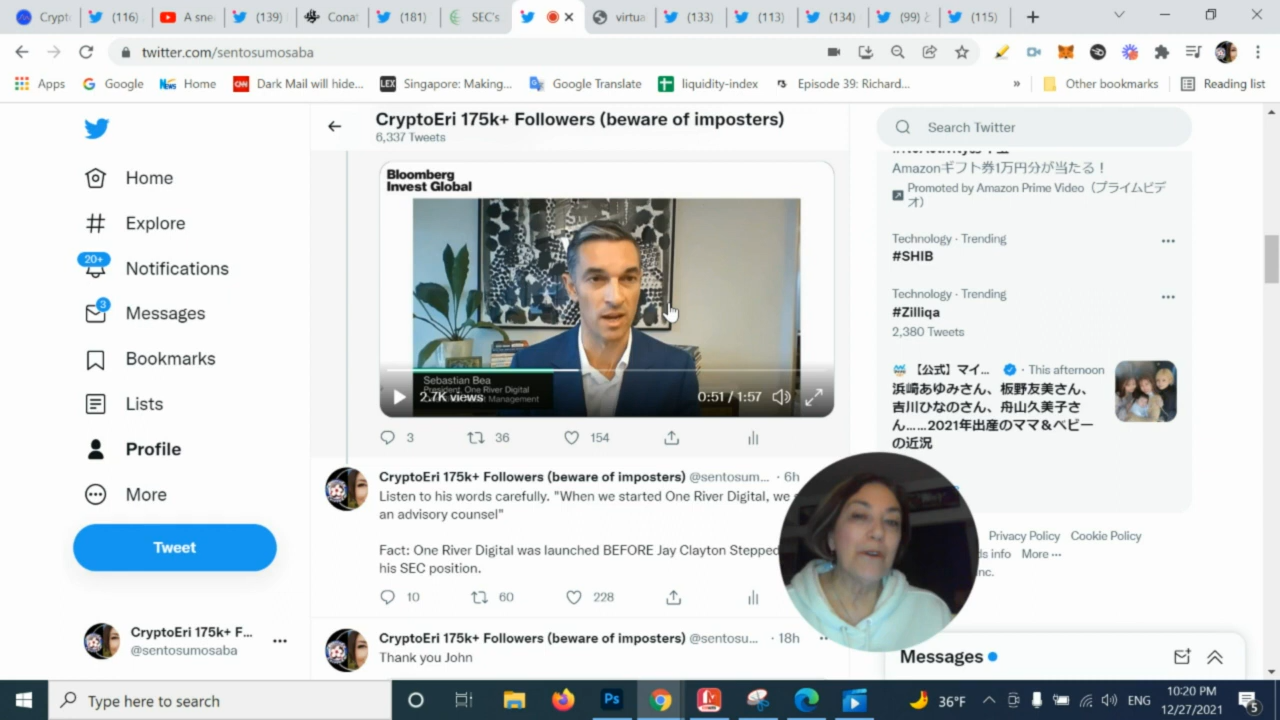 Crypto
(116)
A sne
(139)
Conat
(181)
SEC's
virtua
(133)
(113)
(134)
(99)
(115)
twitter.com/sentosumosaba
Apps
Google
Home
Dark Mail will hide...
Singapore: Making...
Google Translate
liquidity-index
Episode 39: Richard...
»
Other bookmarks
Reading list
Home
Explore
20+
Notifications
3
Messages
Bookmarks
Lists
Profile
More
Tweet
CryptoEri 175k+ F...
@sentosumosaba
CryptoEri 175k+ Followers (beware of imposters)
6,337 Tweets
Bloomberg
Invest Global
Sebastian Bea
President, One River Digital
2.7K views
0:51 / 1:57
3
36
154
CryptoEri 175k+ Followers (beware of imposters) @sentosum... · 6h
Listen to his words carefully. "When we started One River Digital, we
an advisory counsel"
Fact: One River Digital was launched BEFORE Jay Clayton Stepped
his SEC position.
10
60
228
CryptoEri 175k+ Followers (beware of imposters) @sentosu... · 18h
Thank you John
Search Twitter
Amazonギフト券1万円分が当たる！
Promoted by Amazon Prime Video（プライムビデ
オ）
Technology · Trending
#SHIB
Technology · Trending
#Zilliqa
2,380 Tweets
【公式】マイ... · This afternoon
浜崎あゆみさん、板野友美さん、
吉川ひなのさん、舟山久美子さ
ん……2021年出産のママ＆ベビー
の近況
Privacy Policy Cookie Policy
More ···
Messages
Type here to search
36°F
ENG
10:20 PM
12/27/2021
5